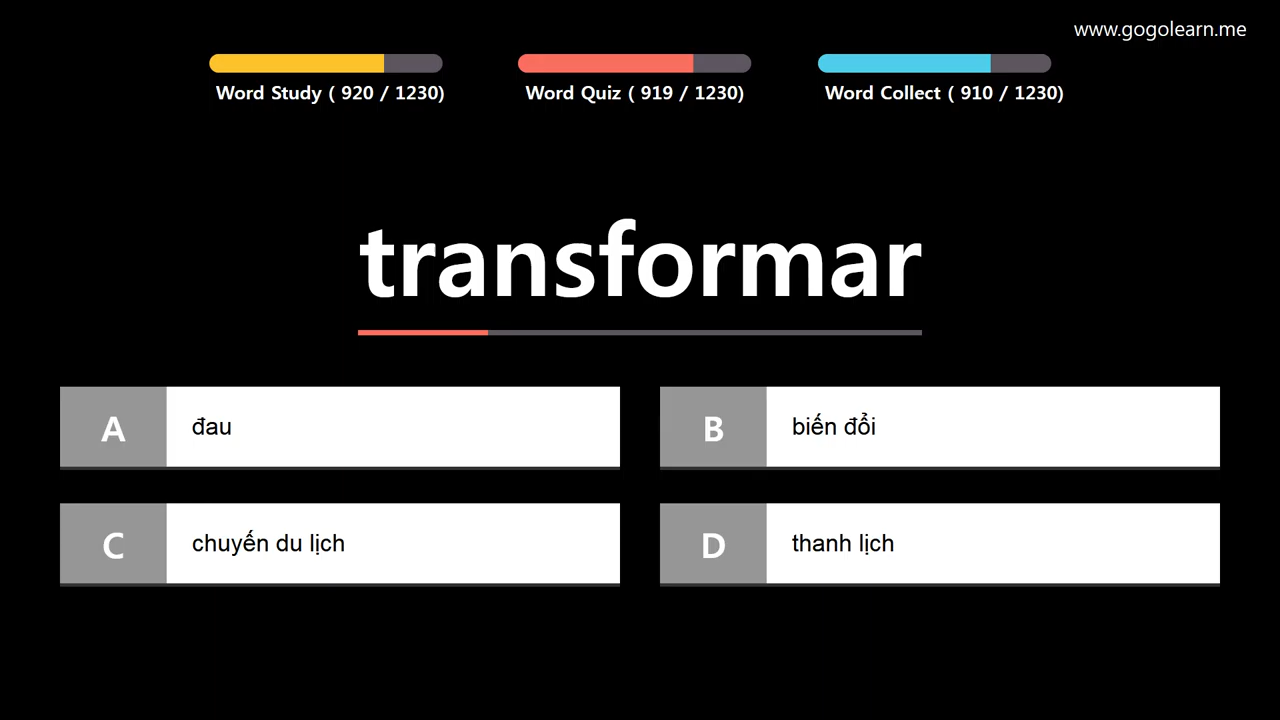 www.gogolearn.me
Word Study ( 920 / 1230)
Word Quiz ( 919 / 1230)
Word Collect ( 910 / 1230)
transformar
A
đau
B
biến đổi
C
chuyến du lịch
D
thanh lịch